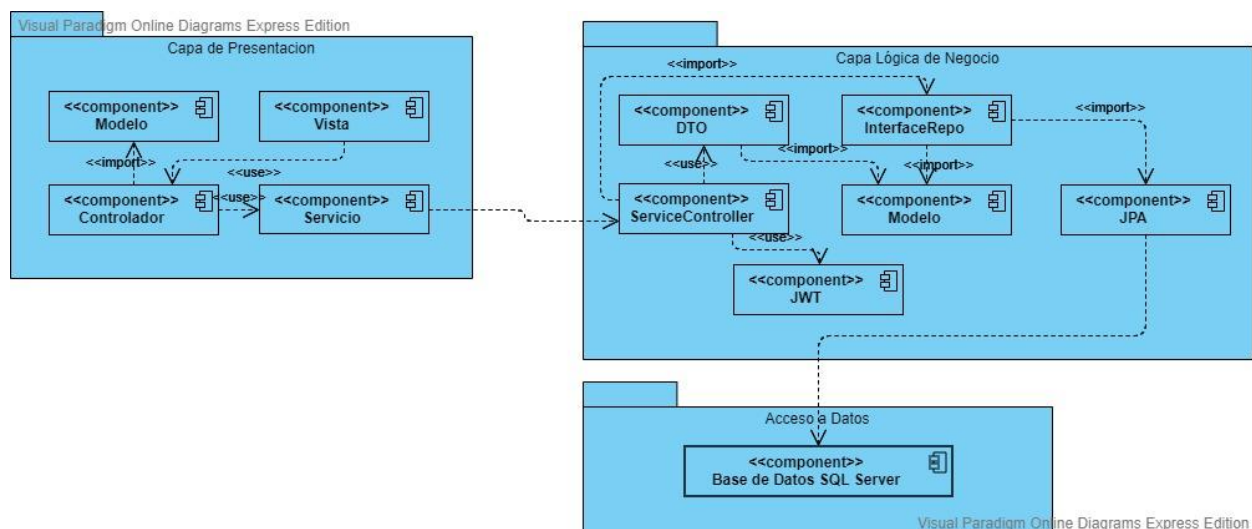 Visual Paradigm Online Diagrams Express Edition
Capa de Presentacion
<<component>>
Modelo
<<component>>
Vista
<<import>>
<<use>>
<<use>>
<<component>>
Controlador
<<component>>
Servicio
Capa Lógica de Negocio
<<import>>
<<component>>
DTO
<<component>>
InterfaceRepo
<<import>>
<<import>>
<<use>>
<<import>>
<<component>>
ServiceController
<<component>>
Modelo
<<component>>
JPA
<<use>>
<<component>>
JWT
Acceso a Datos
<<component>>
Base de Datos SQL Server
Visual Paradigm Online Diagrams Express Edition